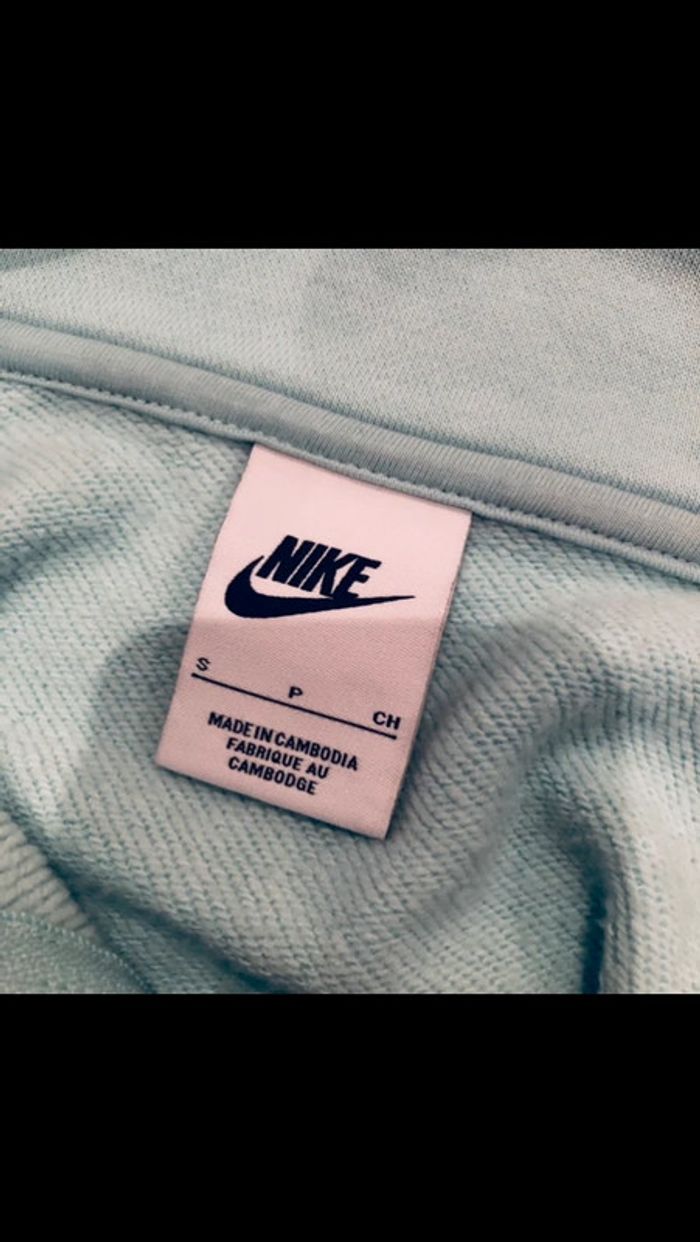 NIKE
S P CH
MADE IN CAMBODIA
FABRIQUE AU
CAMBODGE